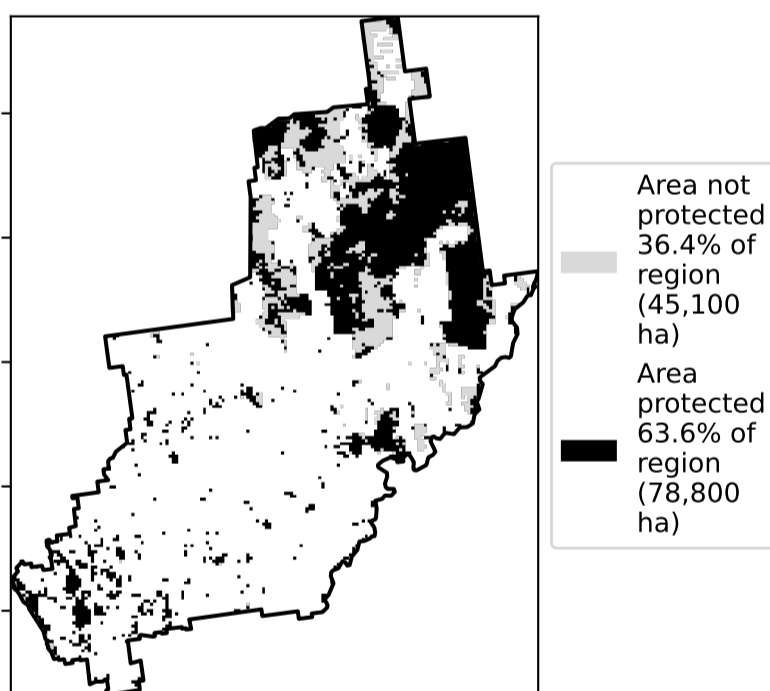 Area not
protected
36.4% of
region
(45,100
ha)
Area
protected
63.6% of
region
(78,800
ha)